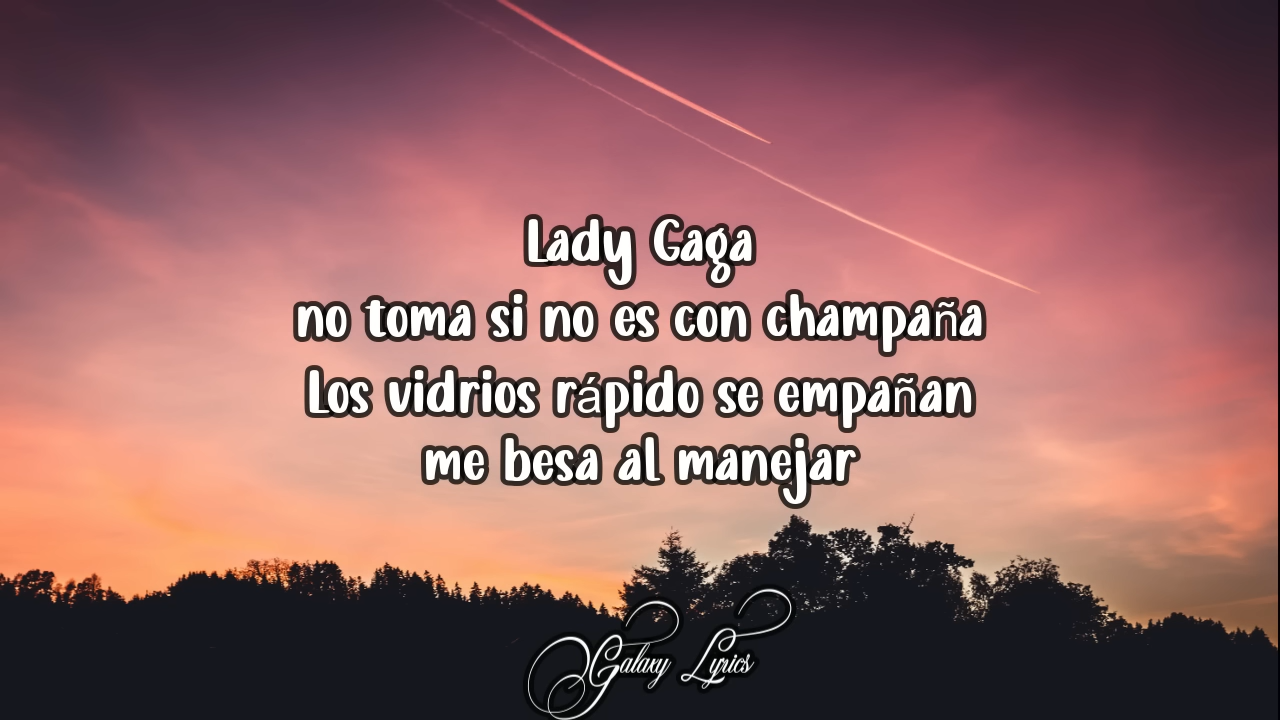 Lady Gaga
no toma si no es con champaña
Los vidrios rápido se empañan
me besa al manejar
Galaxy Lyrics